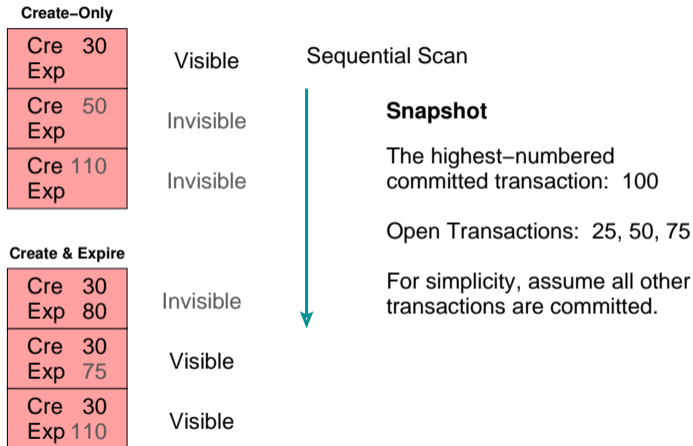 Create–Only
Cre 30
Exp
Visible
Cre 50
Exp
Invisible
Cre 110
Exp
Invisible
Create & Expire
Cre 30
Exp 80
Invisible
Cre 30
Exp 75
Visible
Cre 30
Exp 110
Visible
Sequential Scan
Snapshot
The highest–numbered
committed transaction: 100
Open Transactions: 25, 50, 75
For simplicity, assume all other
transactions are committed.